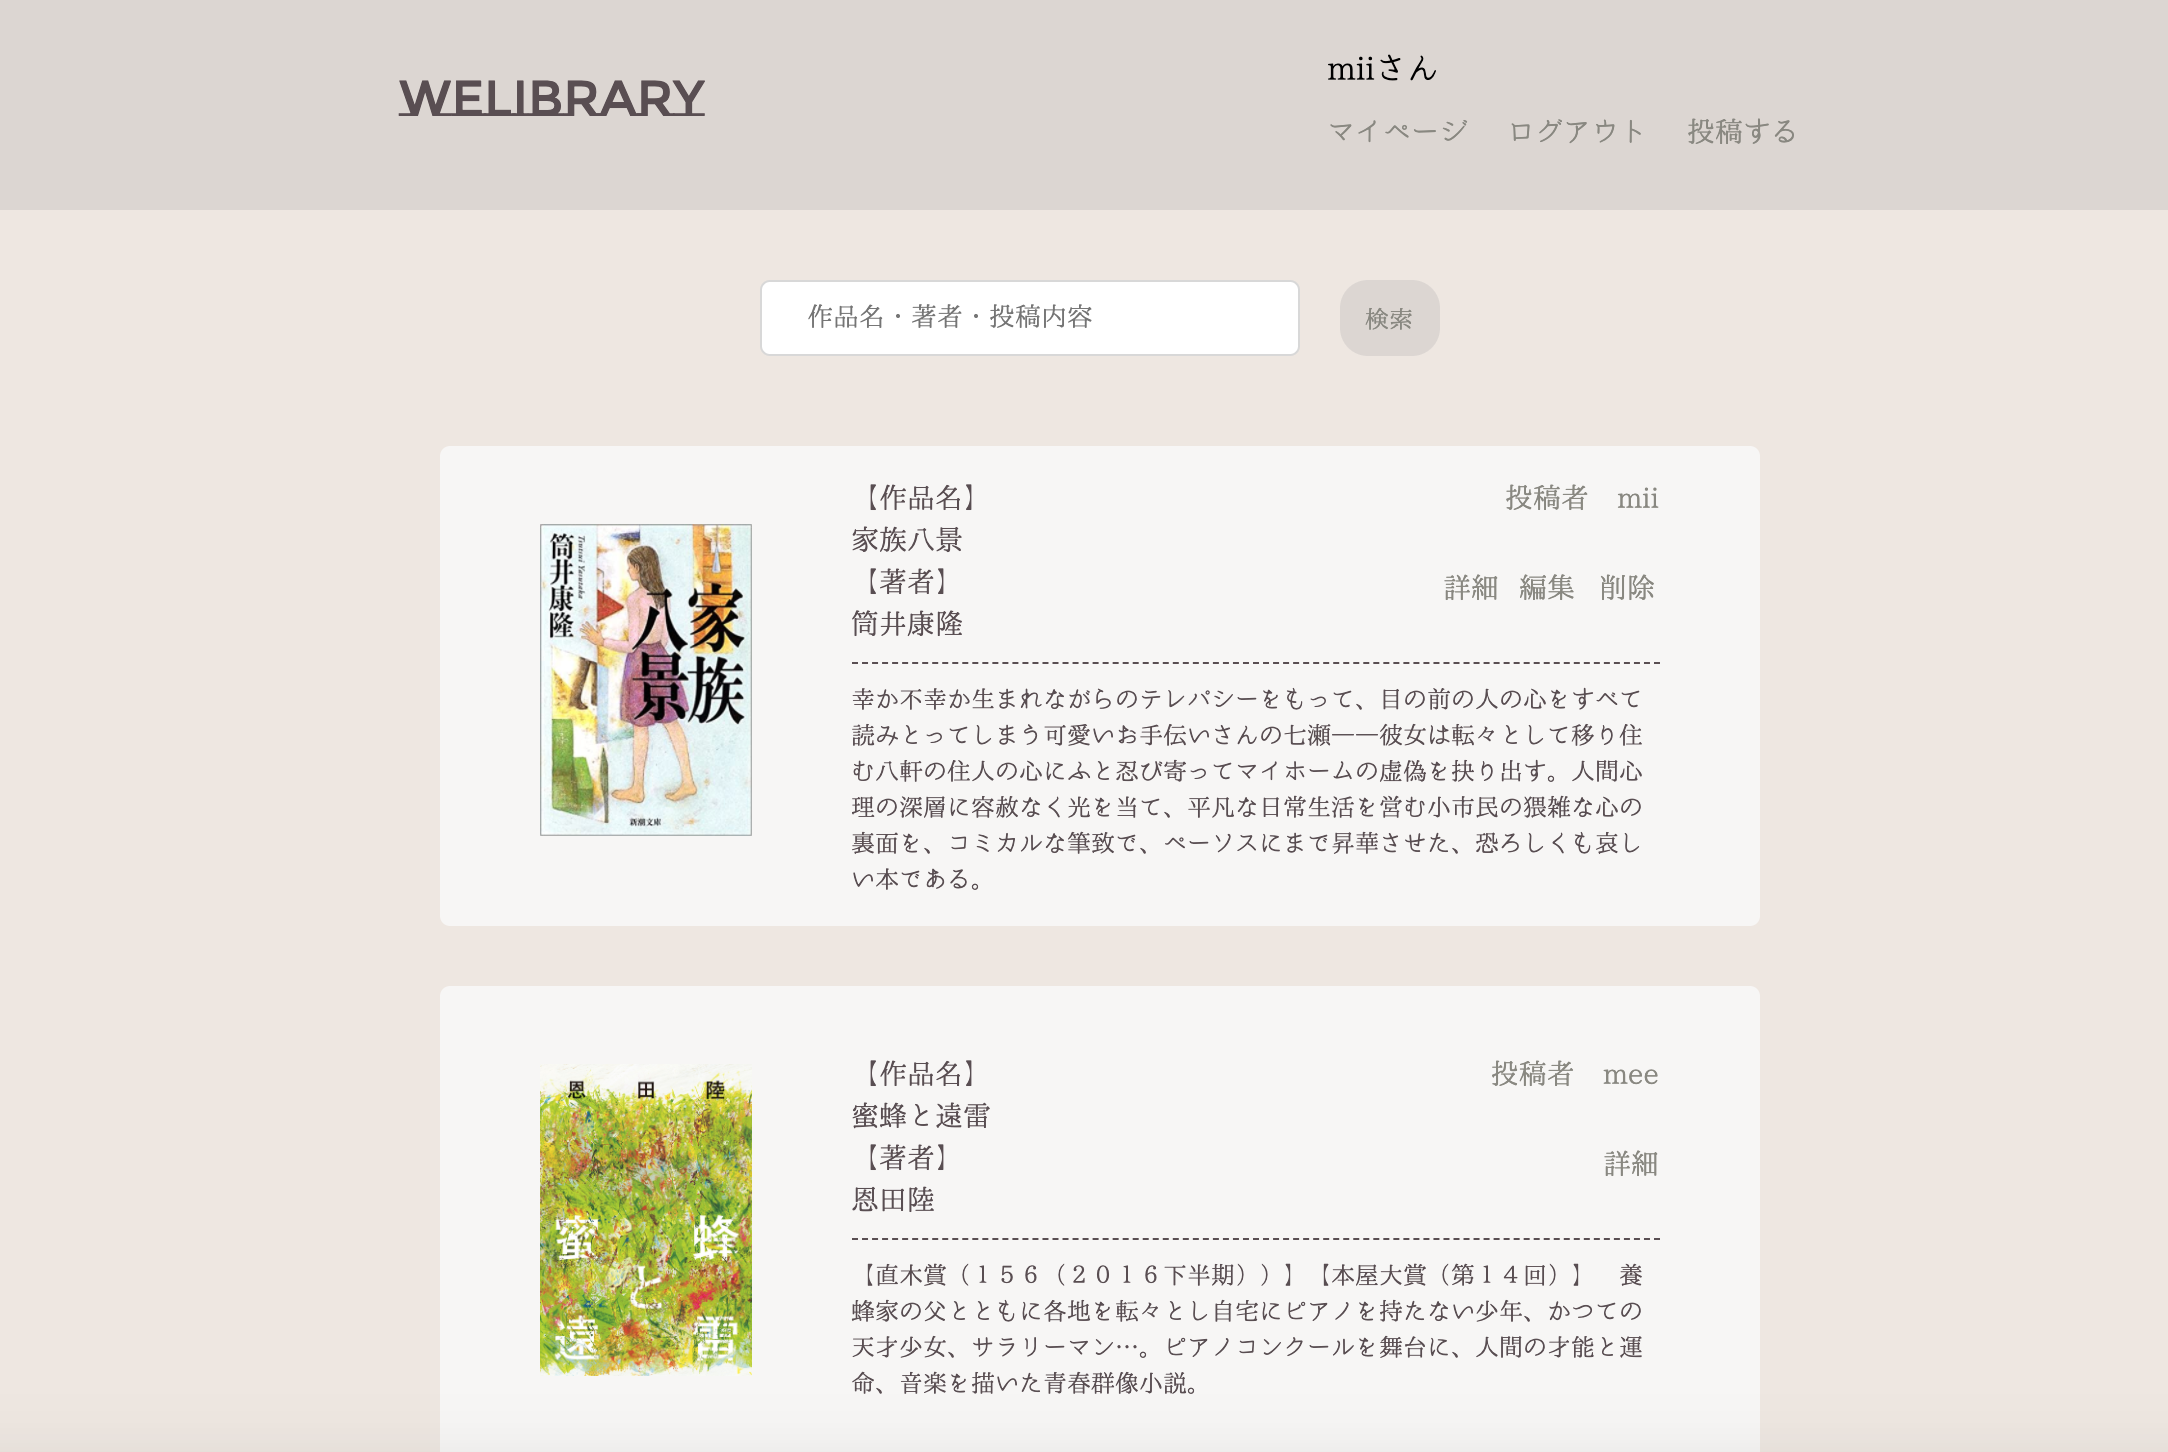 WELIBRARY
miiさん
マイページ ログアウト 投稿する
作品名・著者・投稿内容
検索
筒井康隆
Tsutsui Yasutaka
家族
八景
新潮文庫
【作品名】
家族八景
【著者】
筒井康隆
投稿者　mii
詳細 編集 削除
幸か不幸か生まれながらのテレパシーをもって、目の前の人の心をすべて
読みとってしまう可愛いお手伝いさんの七瀬――彼女は転々として移り住
む八軒の住人の心にふと忍び寄ってマイホームの虚偽を抉り出す。人間心
理の深層に容赦なく光を当て、平凡な日常生活を営む小市民の猥雑な心の
裏面を、コミカルな筆致で、ペーソスにまで昇華させた、恐ろしくも哀し
い本である。
恩田陸
蜜蜂
と
遠雷
【作品名】
蜜蜂と遠雷
【著者】
恩田陸
投稿者　mee
詳細
【直木賞（１５６（２０１６下半期））】【本屋大賞（第１４回）】　養
蜂家の父とともに各地を転々とし自宅にピアノを持たない少年、かつての
天才少女、サラリーマン…。ピアノコンクールを舞台に、人間の才能と運
命、音楽を描いた青春群像小説。